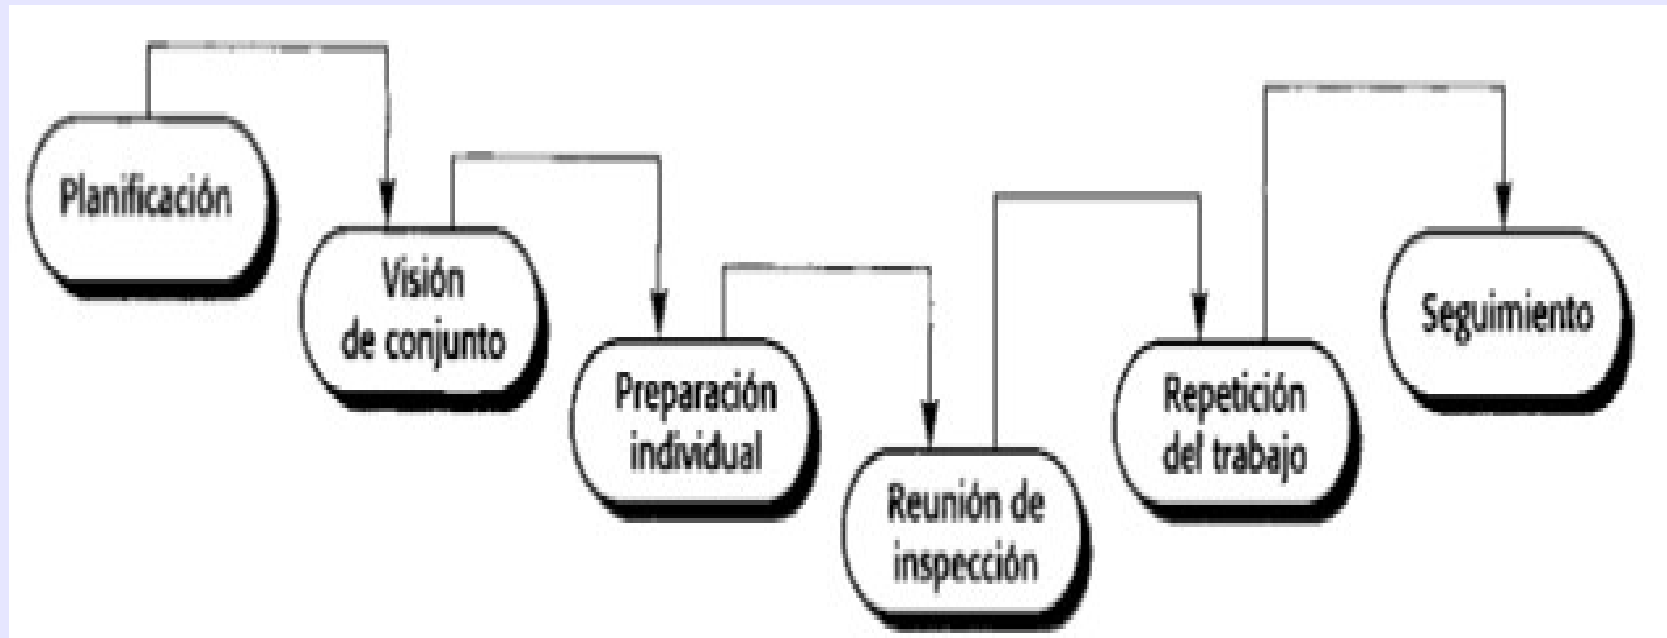 Planificación
Visión
de conjunto
Preparación
individual
Reunión de
inspección
Repetición
del trabajo
Seguimiento